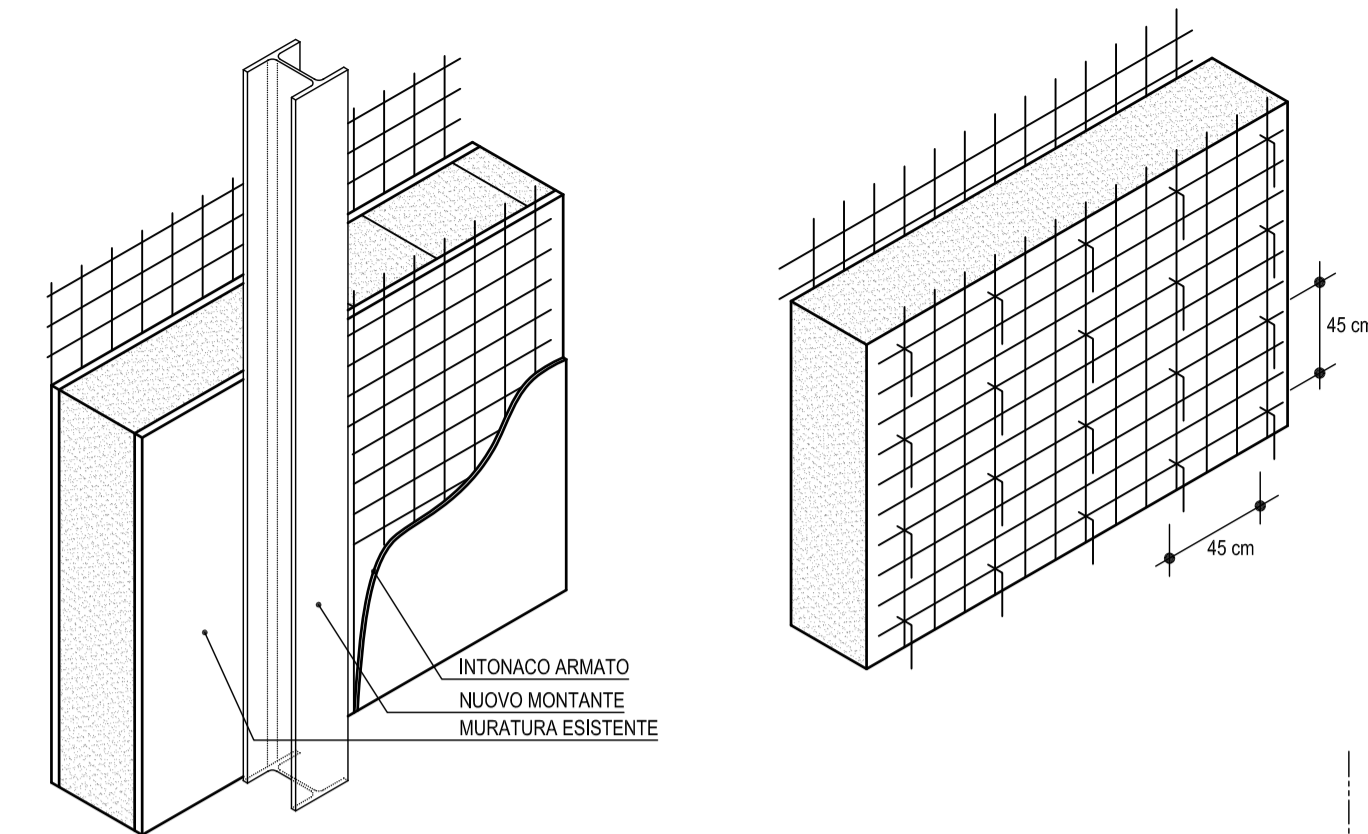 INTONACO ARMATO
NUOVO MONTANTE
MURATURA ESISTENTE
45 cm
45 cm